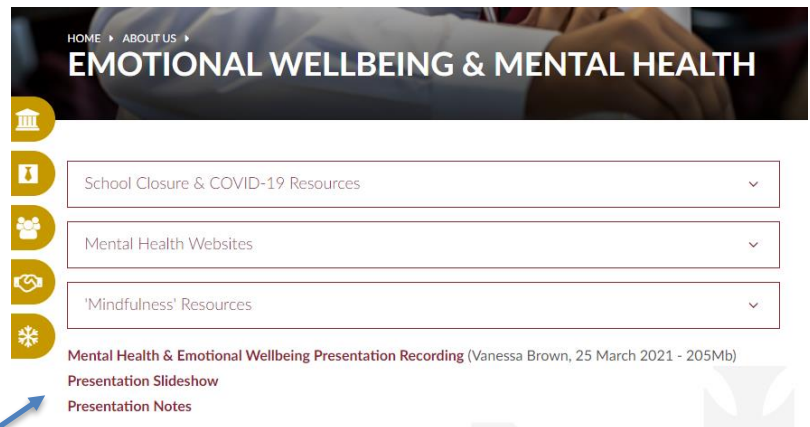 HOME ▸ ABOUT US ▸
EMOTIONAL WELLBEING & MENTAL HEALTH
School Closure & COVID-19 Resources
Mental Health Websites
'Mindfulness' Resources
Mental Health & Emotional Wellbeing Presentation Recording (Vanessa Brown, 25 March 2021 - 205Mb)
Presentation Slideshow
Presentation Notes